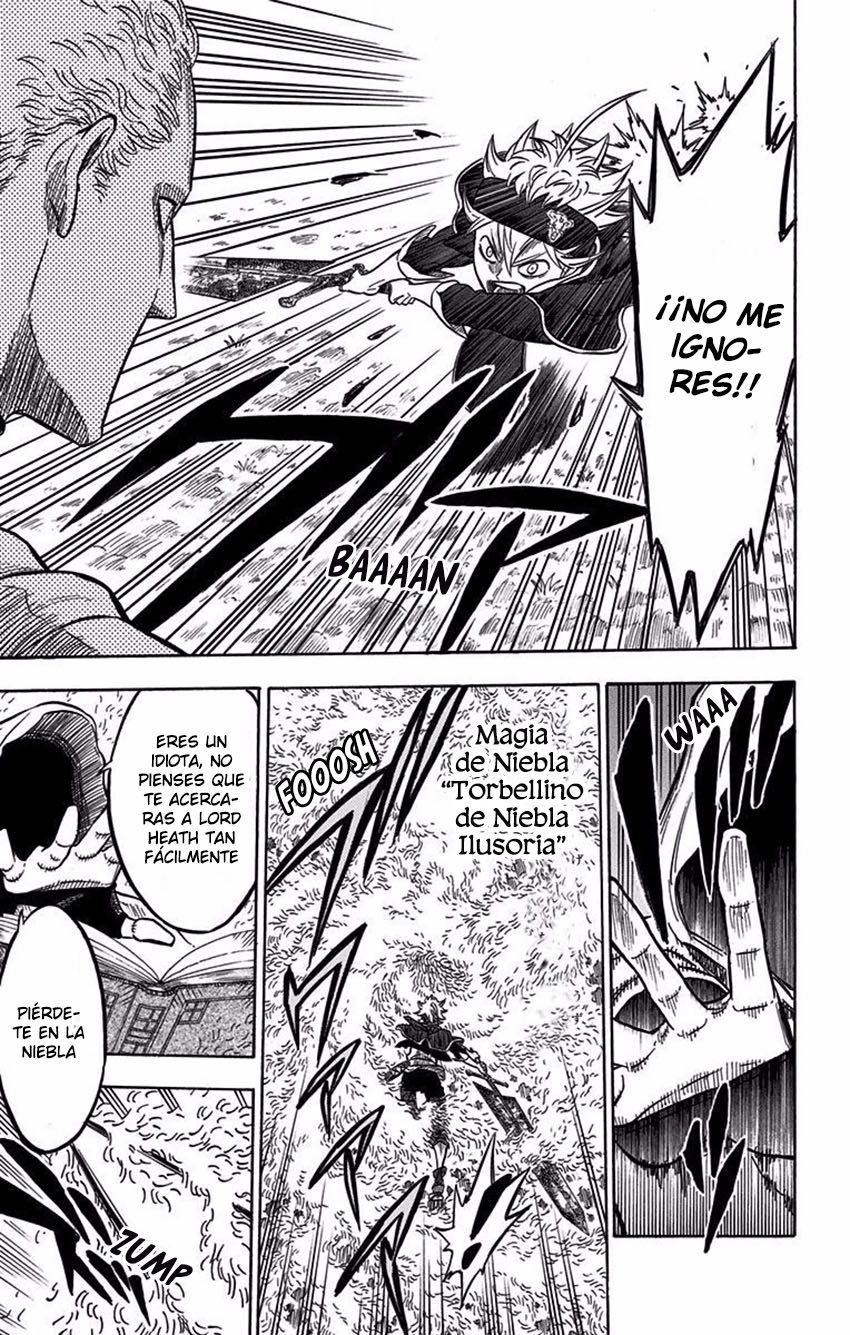 ¡¡NO ME
IGNO-
RES!!
BAAAAN
WAAA
Magia
de Niebla
“Torbellino
de Niebla
Ilusoria”
FOOOSH
ERES UN
IDIOTA, NO
PIENSES QUE
TE ACERCA-
RAS A LORD
HEATH TAN
FÁCILMENTE
PIÉRDE-
TE EN LA
NIEBLA
ZUMP